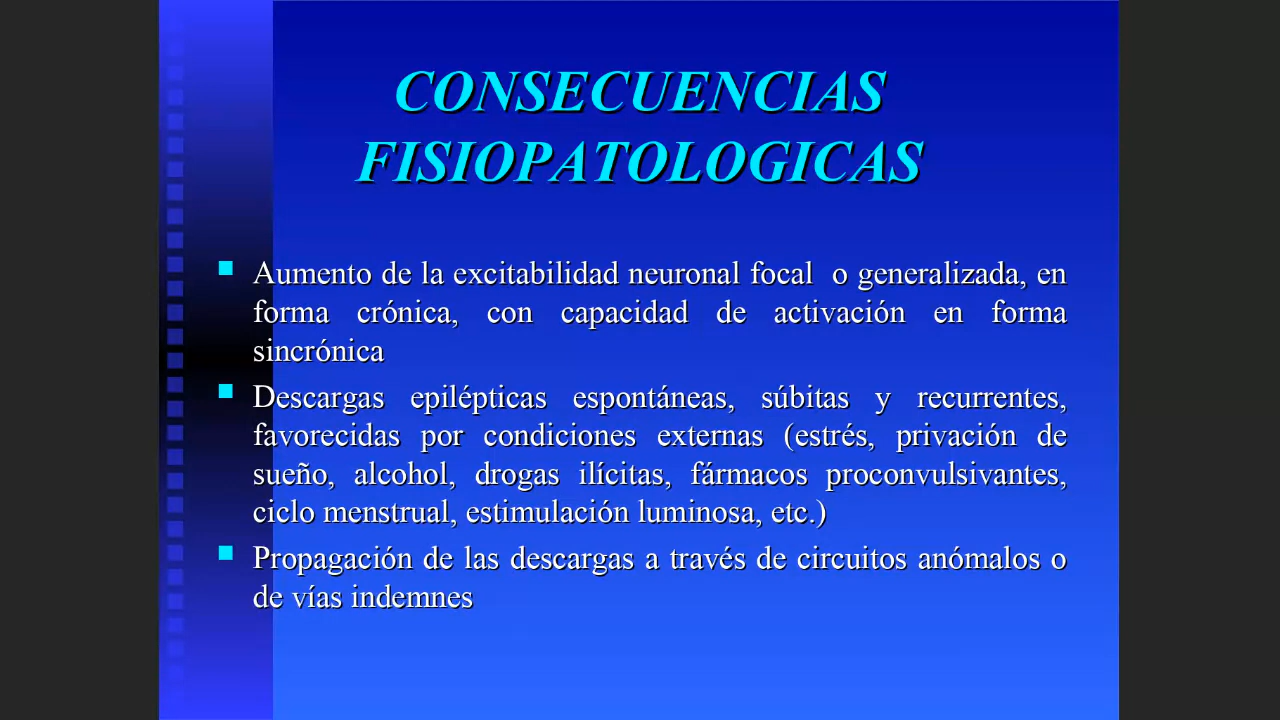 CONSECUENCIAS
FISIOPATOLOGICAS
Aumento de la excitabilidad neuronal focal o generalizada, en
forma crónica, con capacidad de activación en forma
sincrónica
Descargas epilépticas espontáneas, súbitas y recurrentes,
favorecidas por condiciones externas (estrés, privación de
sueño, alcohol, drogas ilícitas, fármacos proconvulsivantes,
ciclo menstrual, estimulación luminosa, etc.)
Propagación de las descargas a través de circuitos anómalos o
de vías indemnes